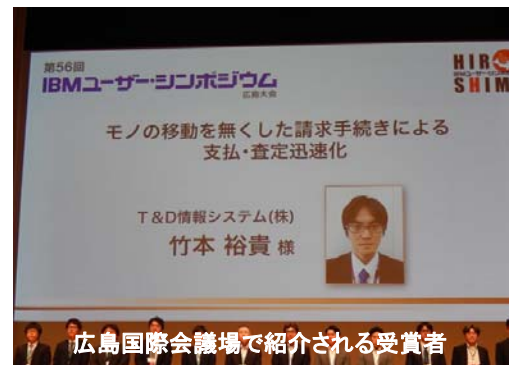 第56回
IBMユーザー・シンポジウム
広島大会
HIR
SHIM
モノの移動を無くした請求手続きによる
支払・査定迅速化
T&D情報システム(株)
竹本 裕貴 様
広島国際会議場で紹介される受賞者